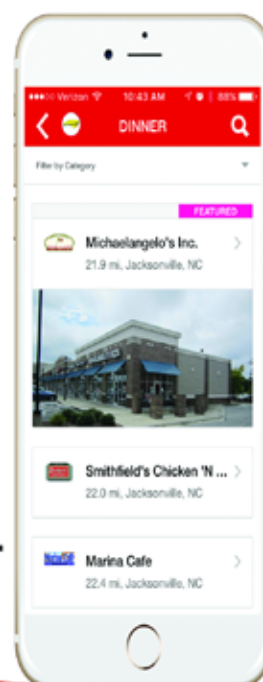 Verizon 10:43 AM 88%
DINNER
Filter by Category
FEATURED
Michaelangelo's Inc.
21.9 mi, Jacksonville, NC
Smithfield's Chicken 'N ...
22.0 mi, Jacksonville, NC
Marina Cafe
22.4 mi, Jacksonville, NC